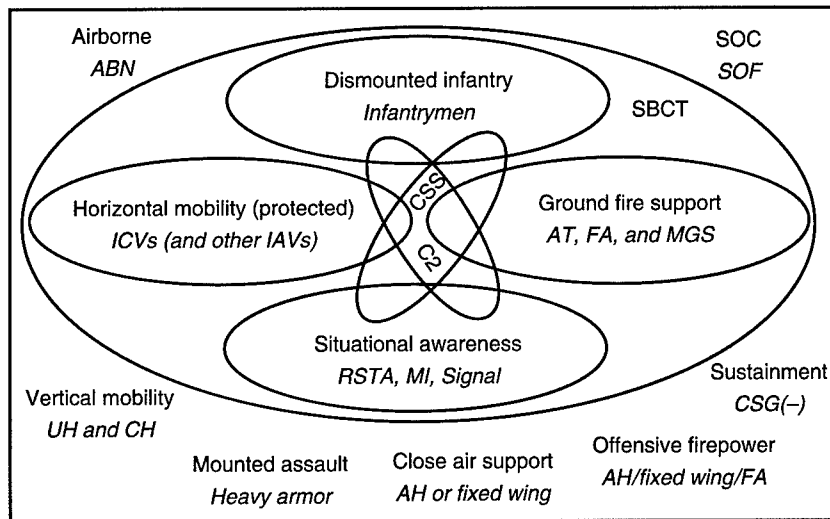 Airborne
ABN
SOC
SOF
Dismounted infantry
Infantrymen
SBCT
CSS
Horizontal mobility (protected)
ICVs (and other IAVs)
Ground fire support
AT, FA, and MGS
C2
Situational awareness
RSTA, MI, Signal
Vertical mobility
UH and CH
Sustainment
CSG(–)
Mounted assault
Heavy armor
Close air support
AH or fixed wing
Offensive firepower
AH/fixed wing/FA